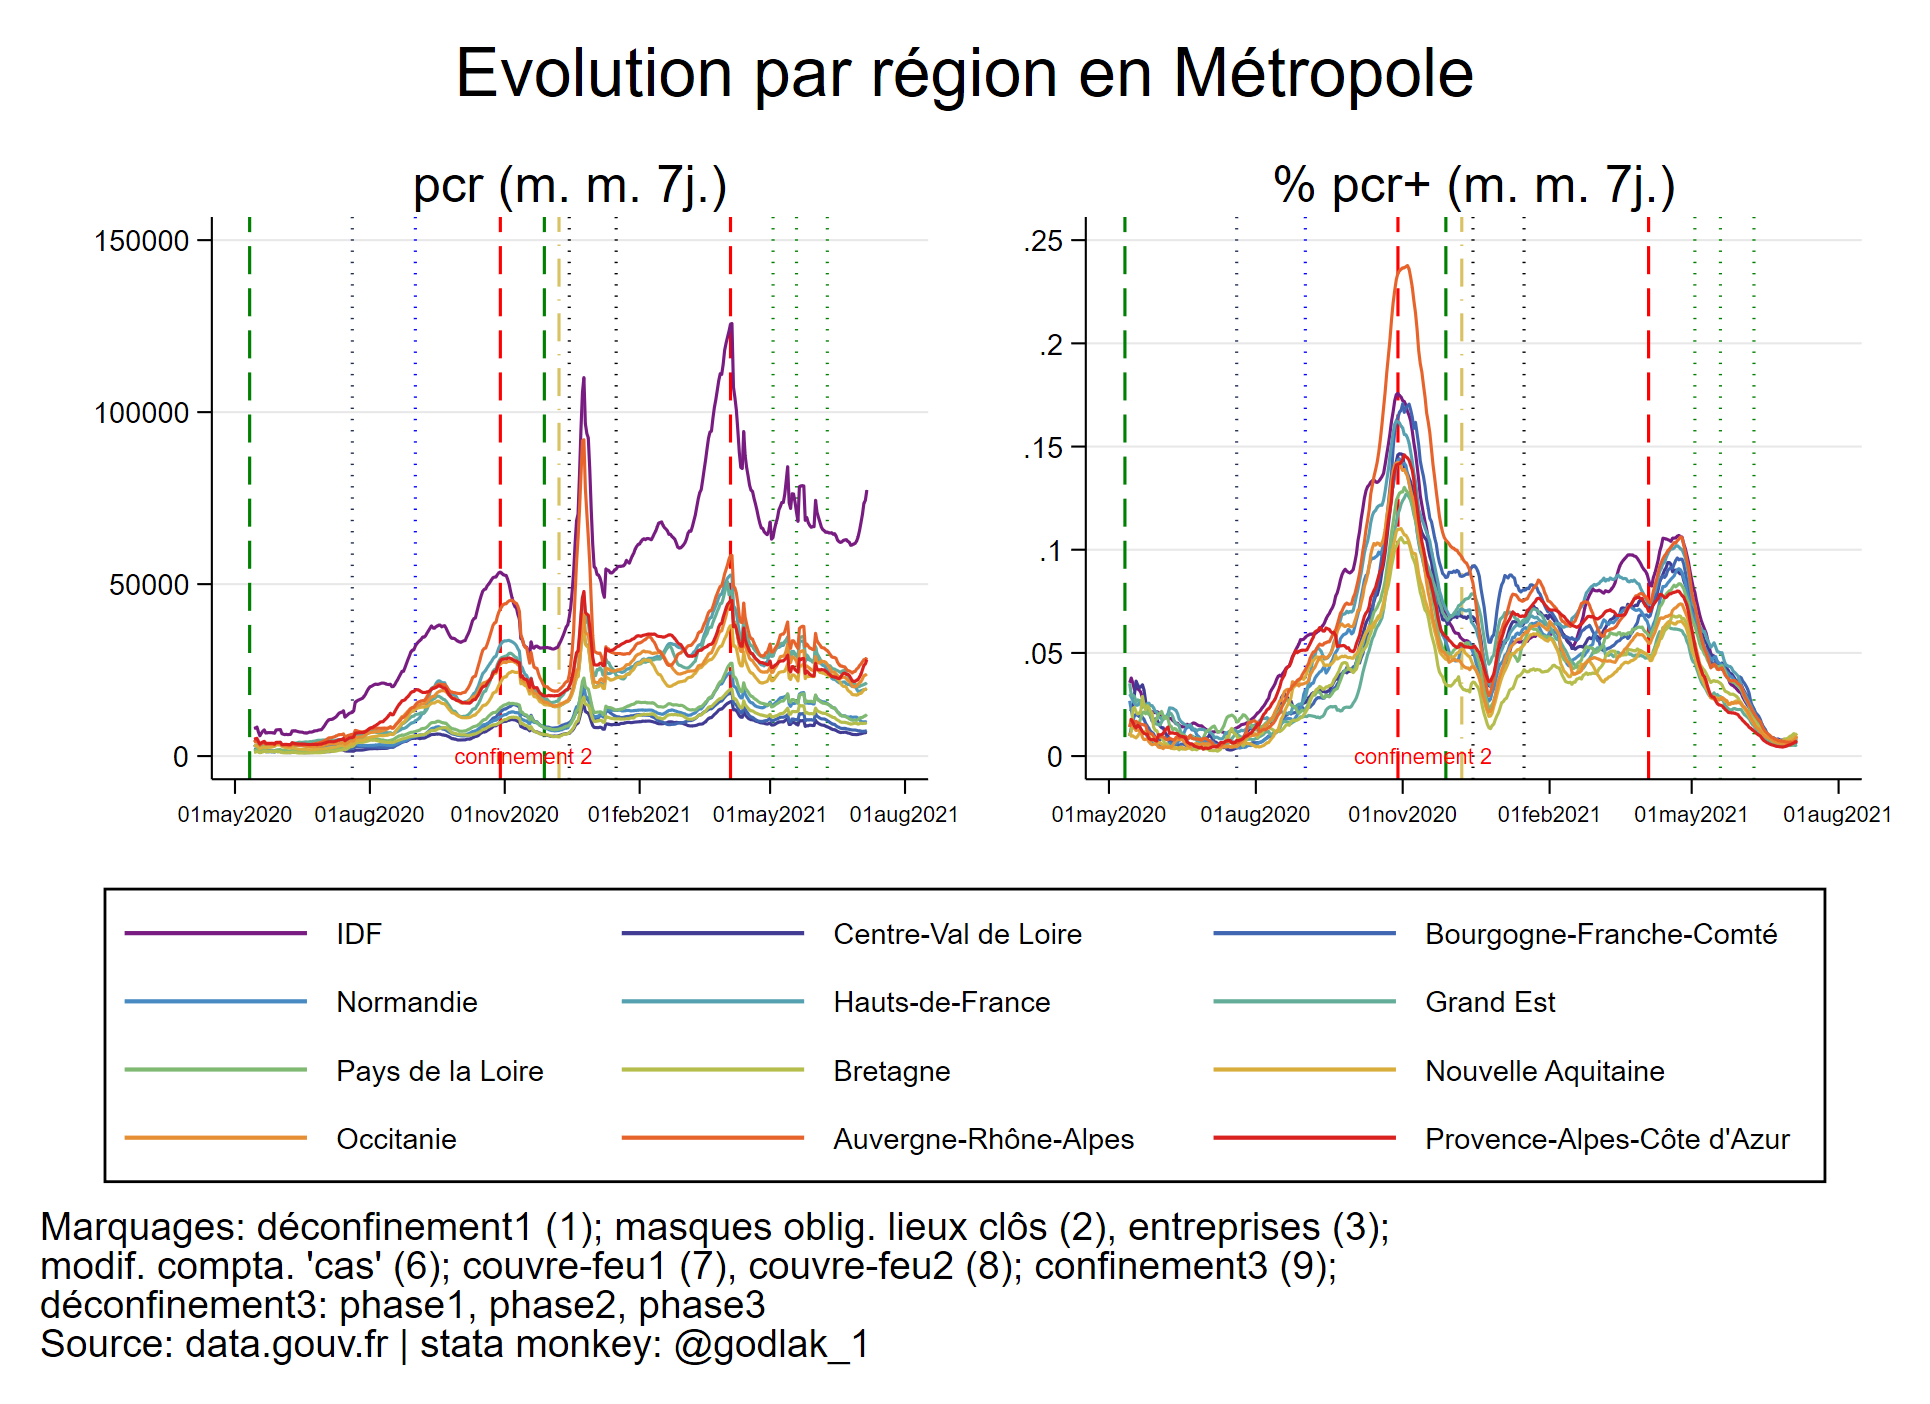 Evolution par région en Métropole
pcr (m. m. 7j.)
150000
100000
50000
0
confinement 2
01may2020 01aug2020 01nov2020 01feb2021 01may2021 01aug2021
% pcr+ (m. m. 7j.)
.25
.2
.15
.1
.05
0
confinement 2
01may2020 01aug2020 01nov2020 01feb2021 01may2021 01aug2021
IDF Centre-Val de Loire Bourgogne-Franche-Comté
Normandie Hauts-de-France Grand Est
Pays de la Loire Bretagne Nouvelle Aquitaine
Occitanie Auvergne-Rhône-Alpes Provence-Alpes-Côte d'Azur
Marquages: déconfinement1 (1); masques oblig. lieux clôs (2), entreprises (3);
modif. compta. 'cas' (6); couvre-feu1 (7), couvre-feu2 (8); confinement3 (9);
déconfinement3: phase1, phase2, phase3
Source: data.gouv.fr | stata monkey: @godlak_1